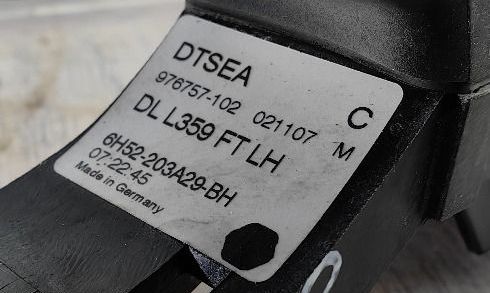 DTSEA C
976757-102 021107 M
DL L359 FT LH
6H52-203A29-BH
07:22:45
Made in Germany